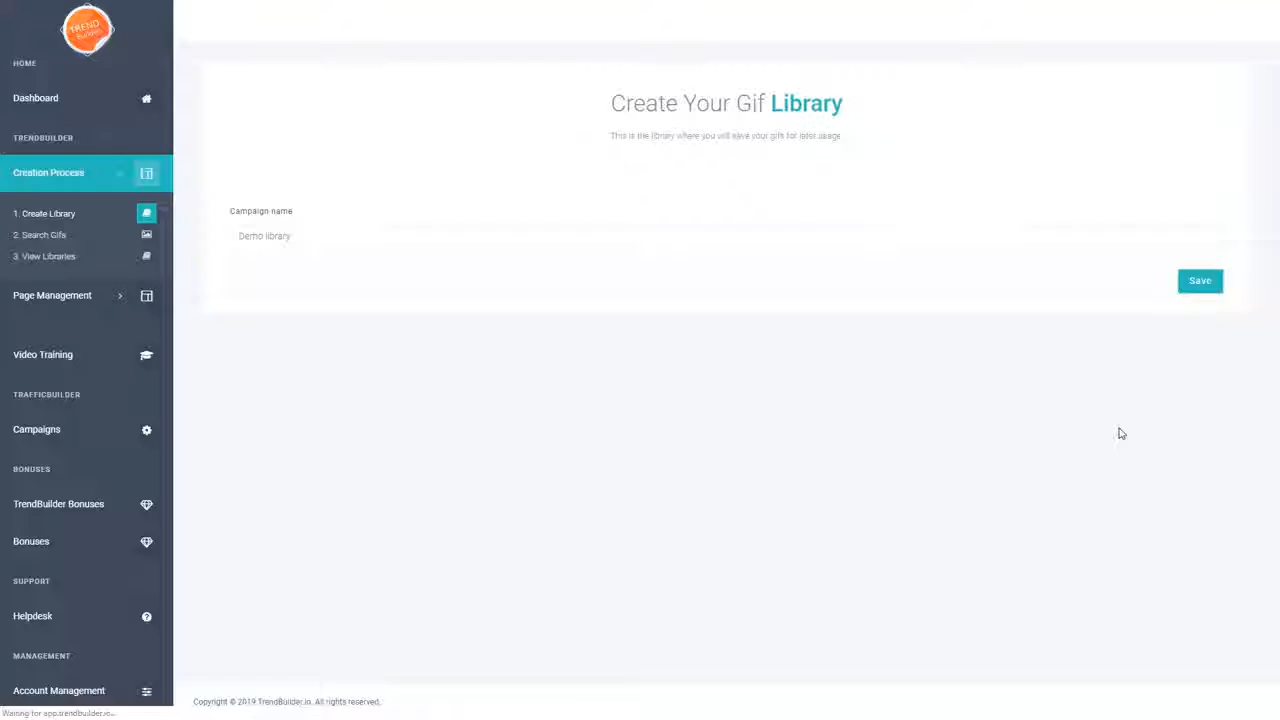 TREND
Builder
HOME
Dashboard
TRENDBUILDER
Creation Process
1. Create Library
2. Search Gifs
3. View Libraries
Page Management
Video Training
TRAFFICBUILDER
Campaigns
BONUSES
TrendBuilder Bonuses
Bonuses
SUPPORT
Helpdesk
MANAGEMENT
Account Management
Waiting for app.trendbuilder.io...
Create Your Gif Library
This is the library where you will save your gifs for later usage
Campaign name
Demo library
Save
Copyright © 2019 TrendBuilder.io. All rights reserved.